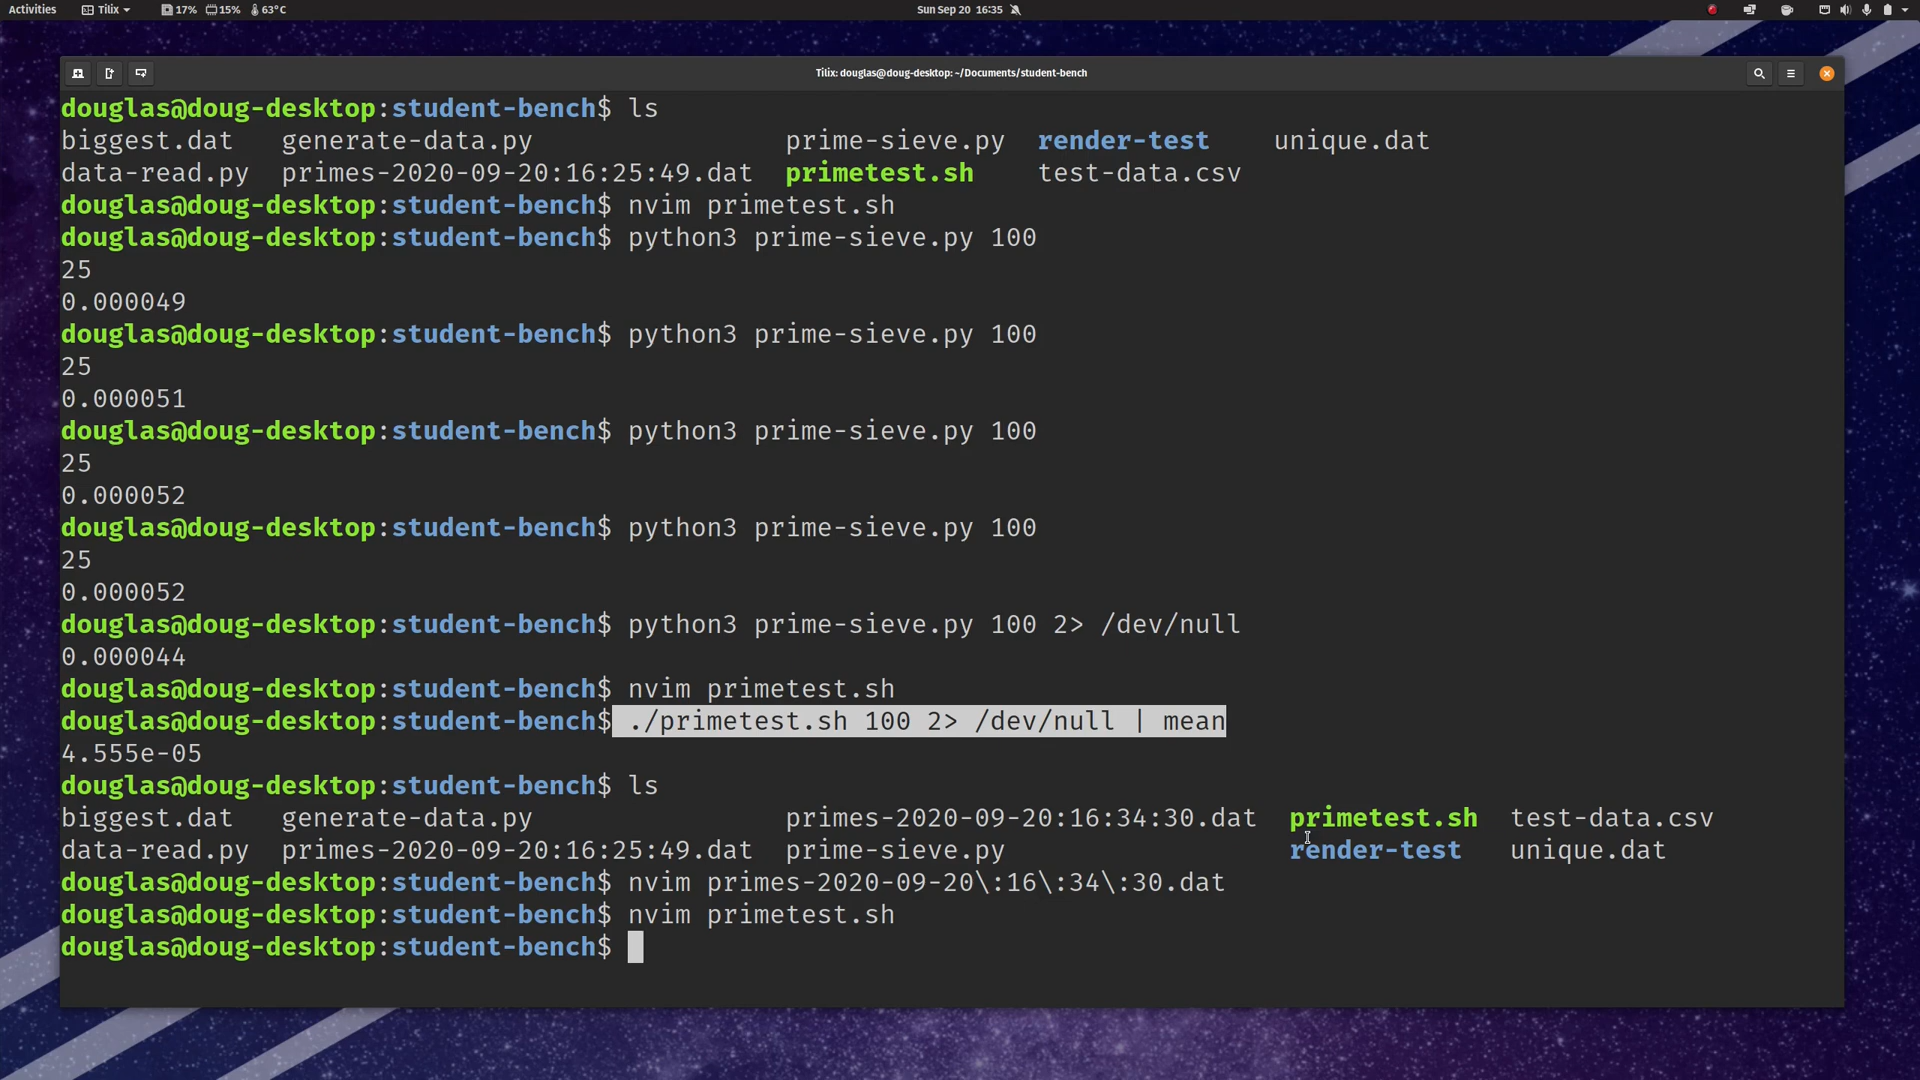 Activities Tilix 17% 15% 63°C Sun Sep 20 16:35
Tilix: douglas@doug-desktop: ~/Documents/student-bench
douglas@doug-desktop:student-bench$ ls
biggest.dat generate-data.py prime-sieve.py render-test unique.dat
data-read.py primes-2020-09-20:16:25:49.dat primetest.sh test-data.csv
douglas@doug-desktop:student-bench$ nvim primetest.sh
douglas@doug-desktop:student-bench$ python3 prime-sieve.py 100
25
0.000049
douglas@doug-desktop:student-bench$ python3 prime-sieve.py 100
25
0.000051
douglas@doug-desktop:student-bench$ python3 prime-sieve.py 100
25
0.000052
douglas@doug-desktop:student-bench$ python3 prime-sieve.py 100
25
0.000052
douglas@doug-desktop:student-bench$ python3 prime-sieve.py 100 2> /dev/null
0.000044
douglas@doug-desktop:student-bench$ nvim primetest.sh
douglas@doug-desktop:student-bench$ ./primetest.sh 100 2> /dev/null | mean
4.555e-05
douglas@doug-desktop:student-bench$ ls
biggest.dat generate-data.py primes-2020-09-20:16:34:30.dat primetest.sh test-data.csv
data-read.py primes-2020-09-20:16:25:49.dat prime-sieve.py render-test unique.dat
douglas@doug-desktop:student-bench$ nvim primes-2020-09-20\:16\:34\:30.dat
douglas@doug-desktop:student-bench$ nvim primetest.sh
douglas@doug-desktop:student-bench$